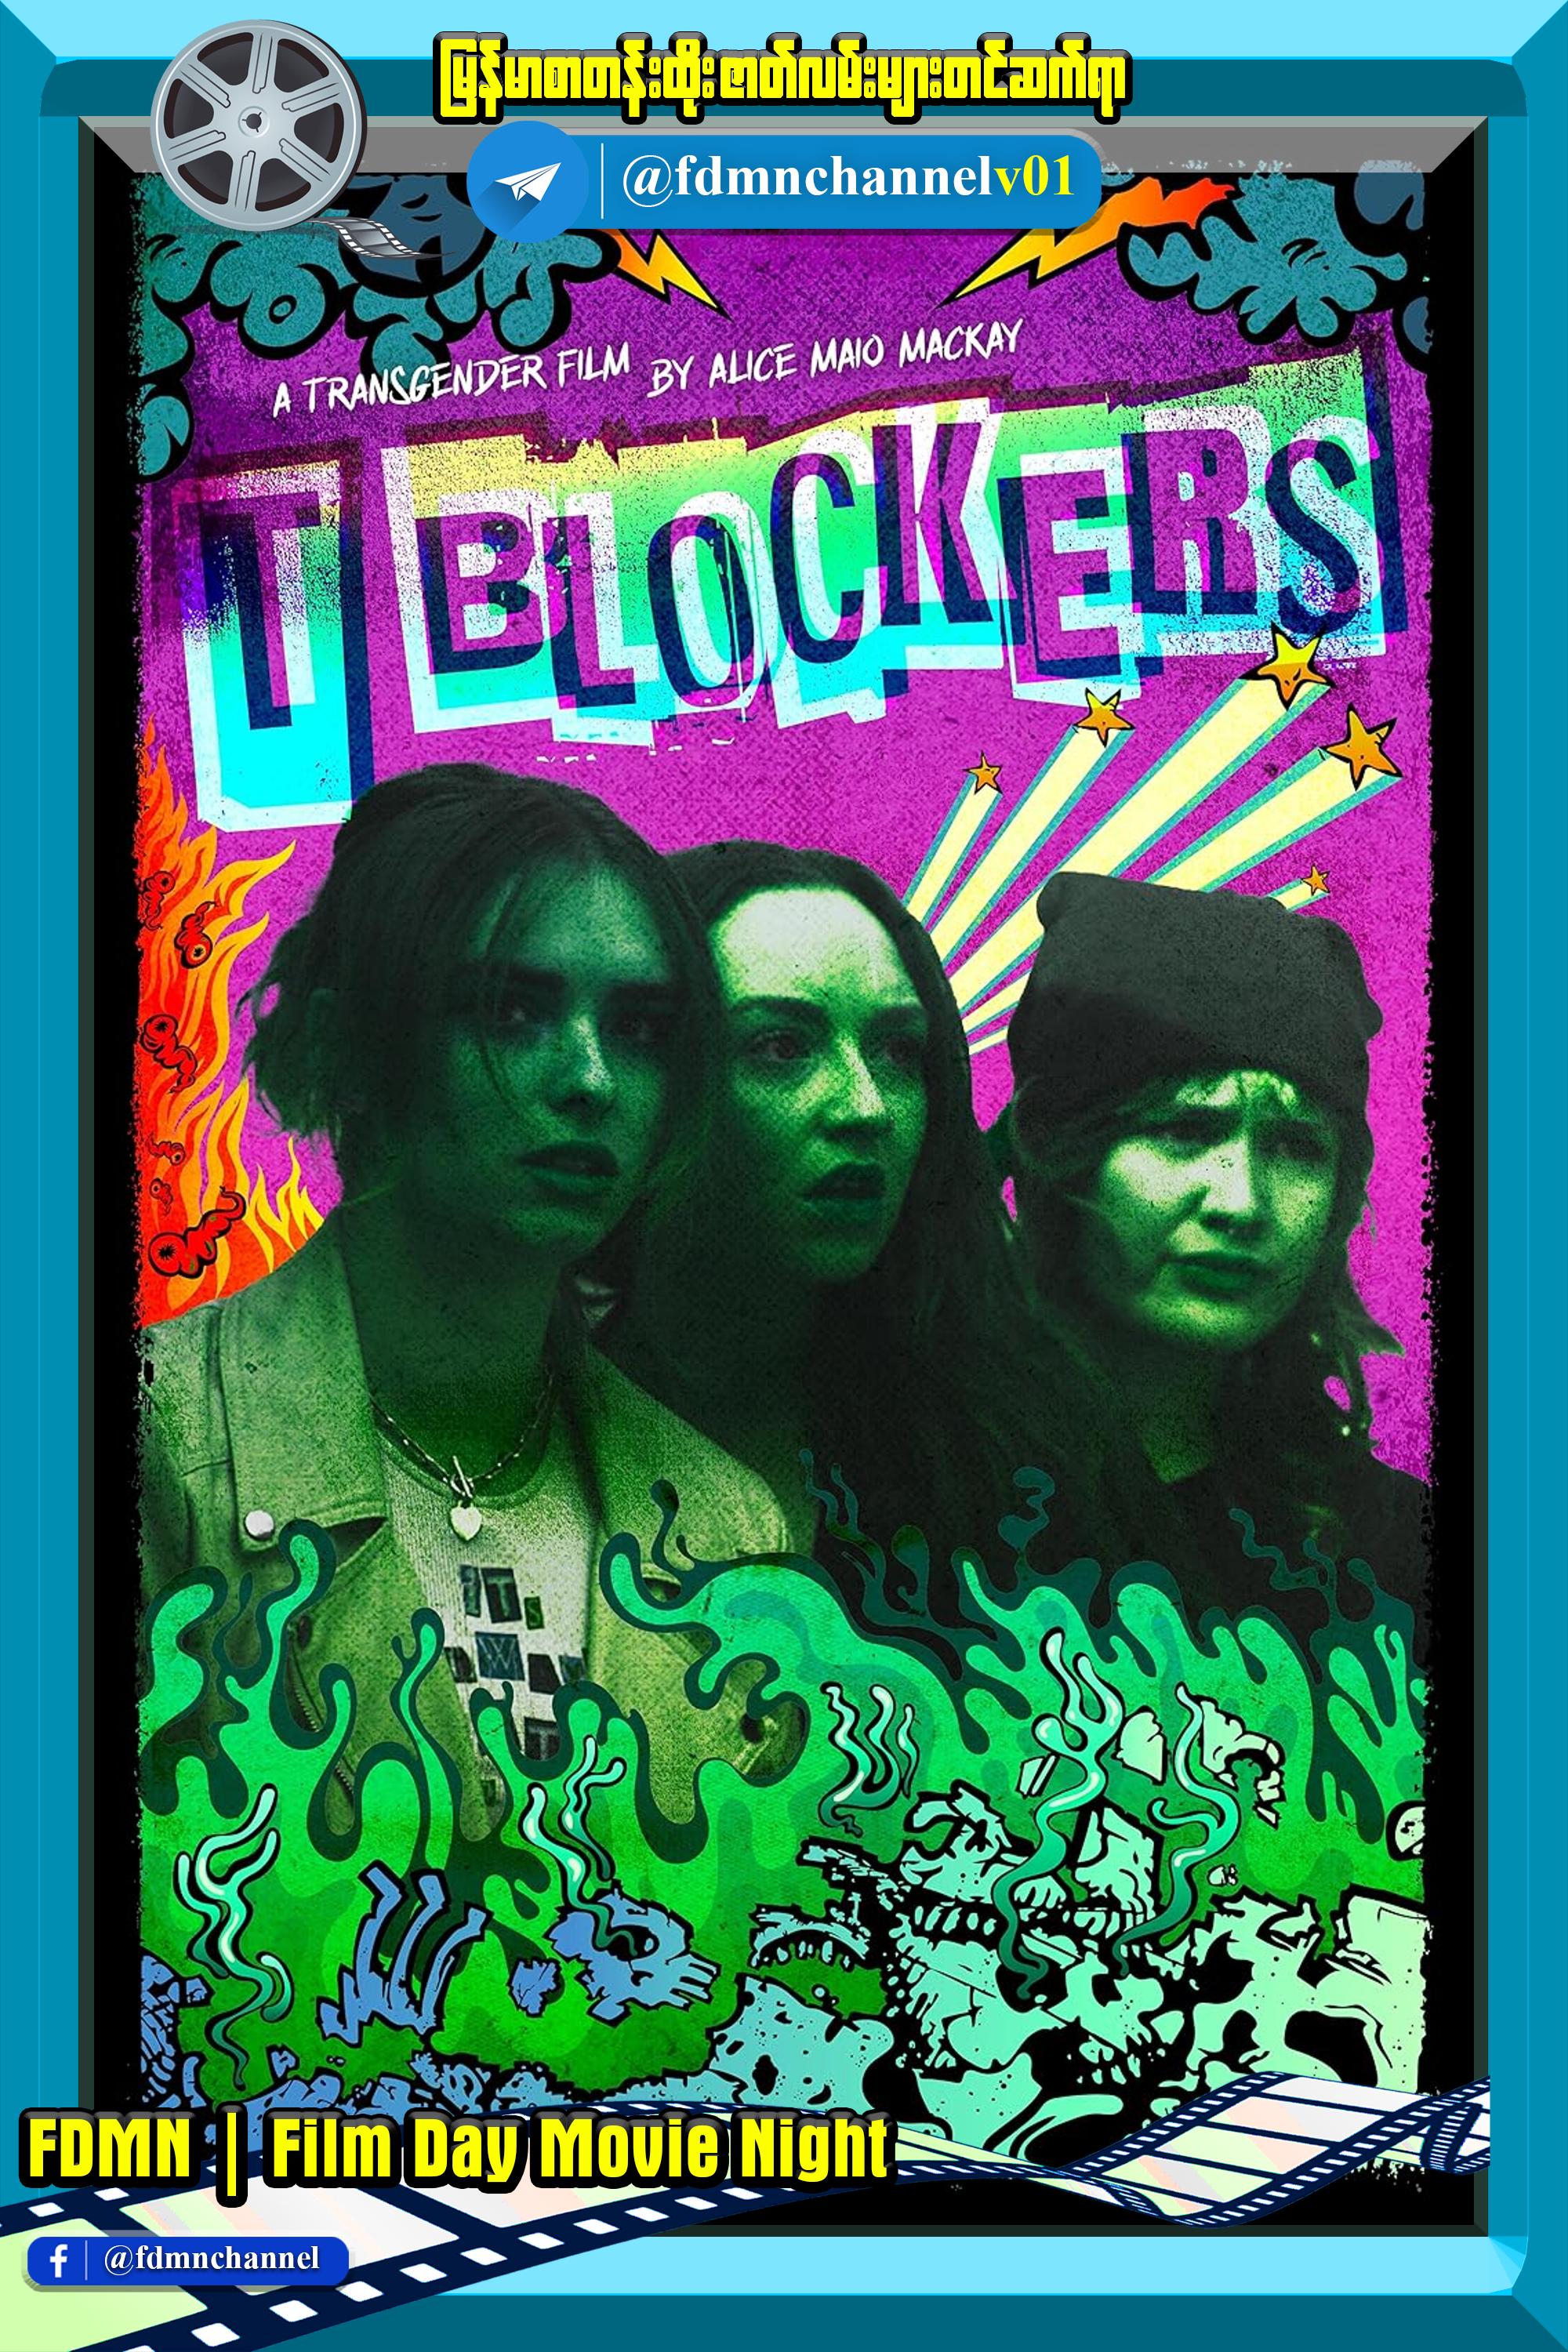 မြန်မာစာတန်းထိုး ဇာတ်လမ်းများတင်ဆက်ရာ
@fdmnchannelv01
A TRANSGENDER FILM BY ALICE MAIO MACKAY
T BLOCKERS
ITS
FDMN | Film Day Movie Night
@fdmnchannel